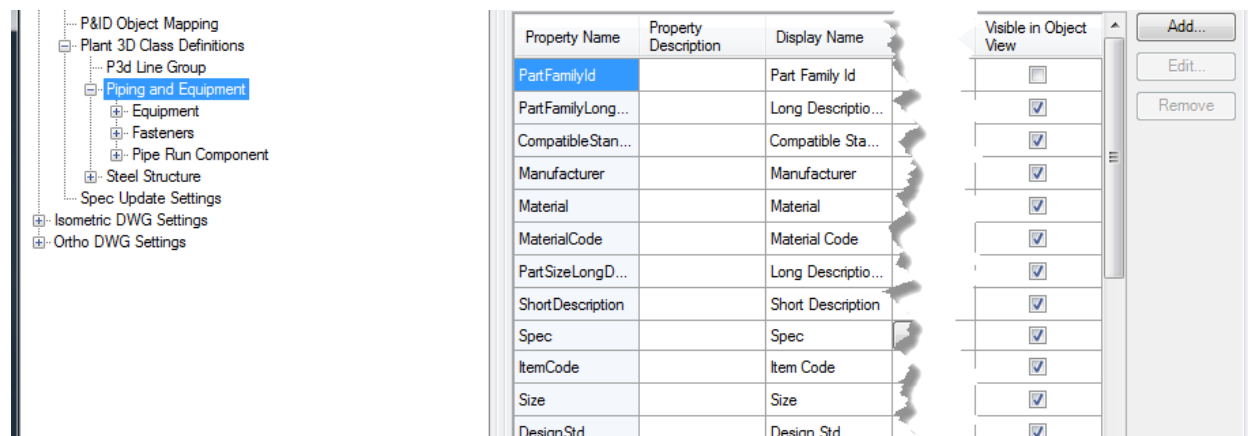 P&ID Object Mapping
Plant 3D Class Definitions
P3d Line Group
Piping and Equipment
Equipment
Fasteners
Pipe Run Component
Steel Structure
Spec Update Settings
Isometric DWG Settings
Ortho DWG Settings
Property Name Property Description Display Name Visible in Object View
PartFamilyId Part Family Id
PartFamilyLong... Long Descriptio...
CompatibleStan... Compatible Sta...
Manufacturer Manufacturer
Material Material
MaterialCode Material Code
PartSizeLongD... Long Descriptio...
ShortDescription Short Description
Spec Spec
ItemCode Item Code
Size Size
DesignStd Design Std
Add...
Edit...
Remove